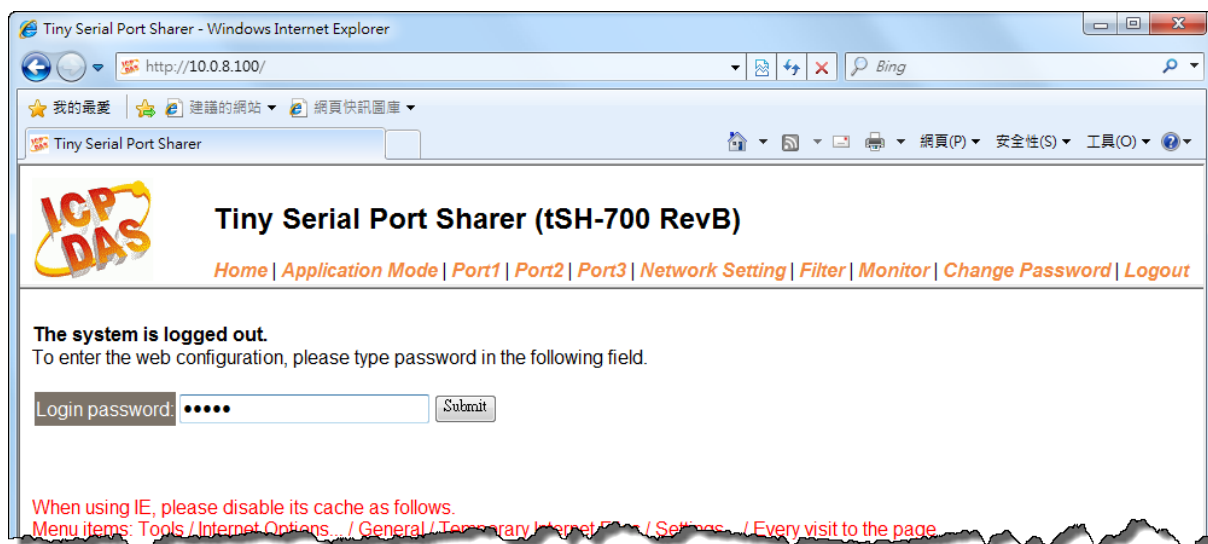 Tiny Serial Port Sharer - Windows Internet Explorer
http://10.0.8.100/
Bing
我的最愛 建議的網站 網頁快訊圖庫
Tiny Serial Port Sharer 網頁(P) 安全性(S) 工具(O)
ICP
DAS
Tiny Serial Port Sharer (tSH-700 RevB)
Home | Application Mode | Port1 | Port2 | Port3 | Network Setting | Filter | Monitor | Change Password | Logout
The system is logged out.
To enter the web configuration, please type password in the following field.
Login password: ••••• Submit
When using IE, please disable its cache as follows.
Menu items: Tools / Internet Options... / General / Temporary Internet Files / Settings... / Every visit to the page